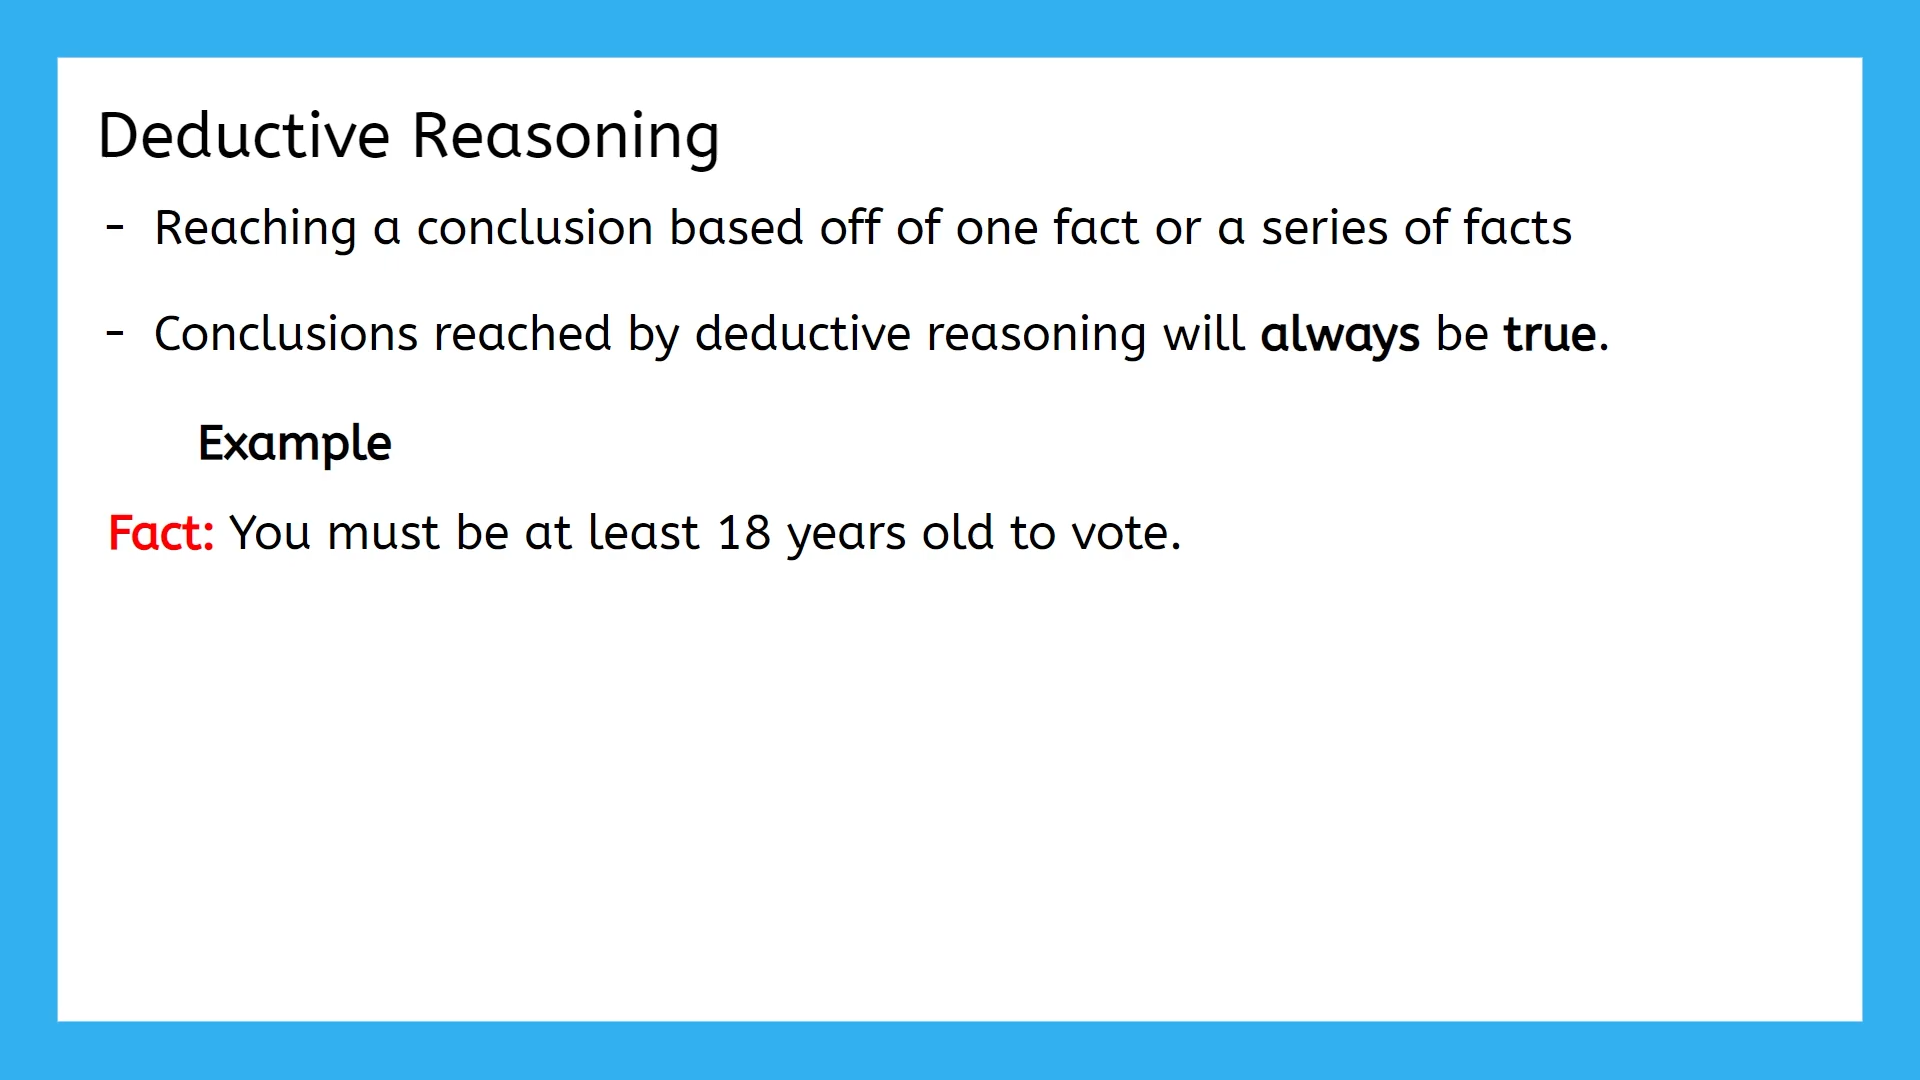 Deductive Reasoning
- Reaching a conclusion based off of one fact or a series of facts
- Conclusions reached by deductive reasoning will always be true.
Example
Fact: You must be at least 18 years old to vote.